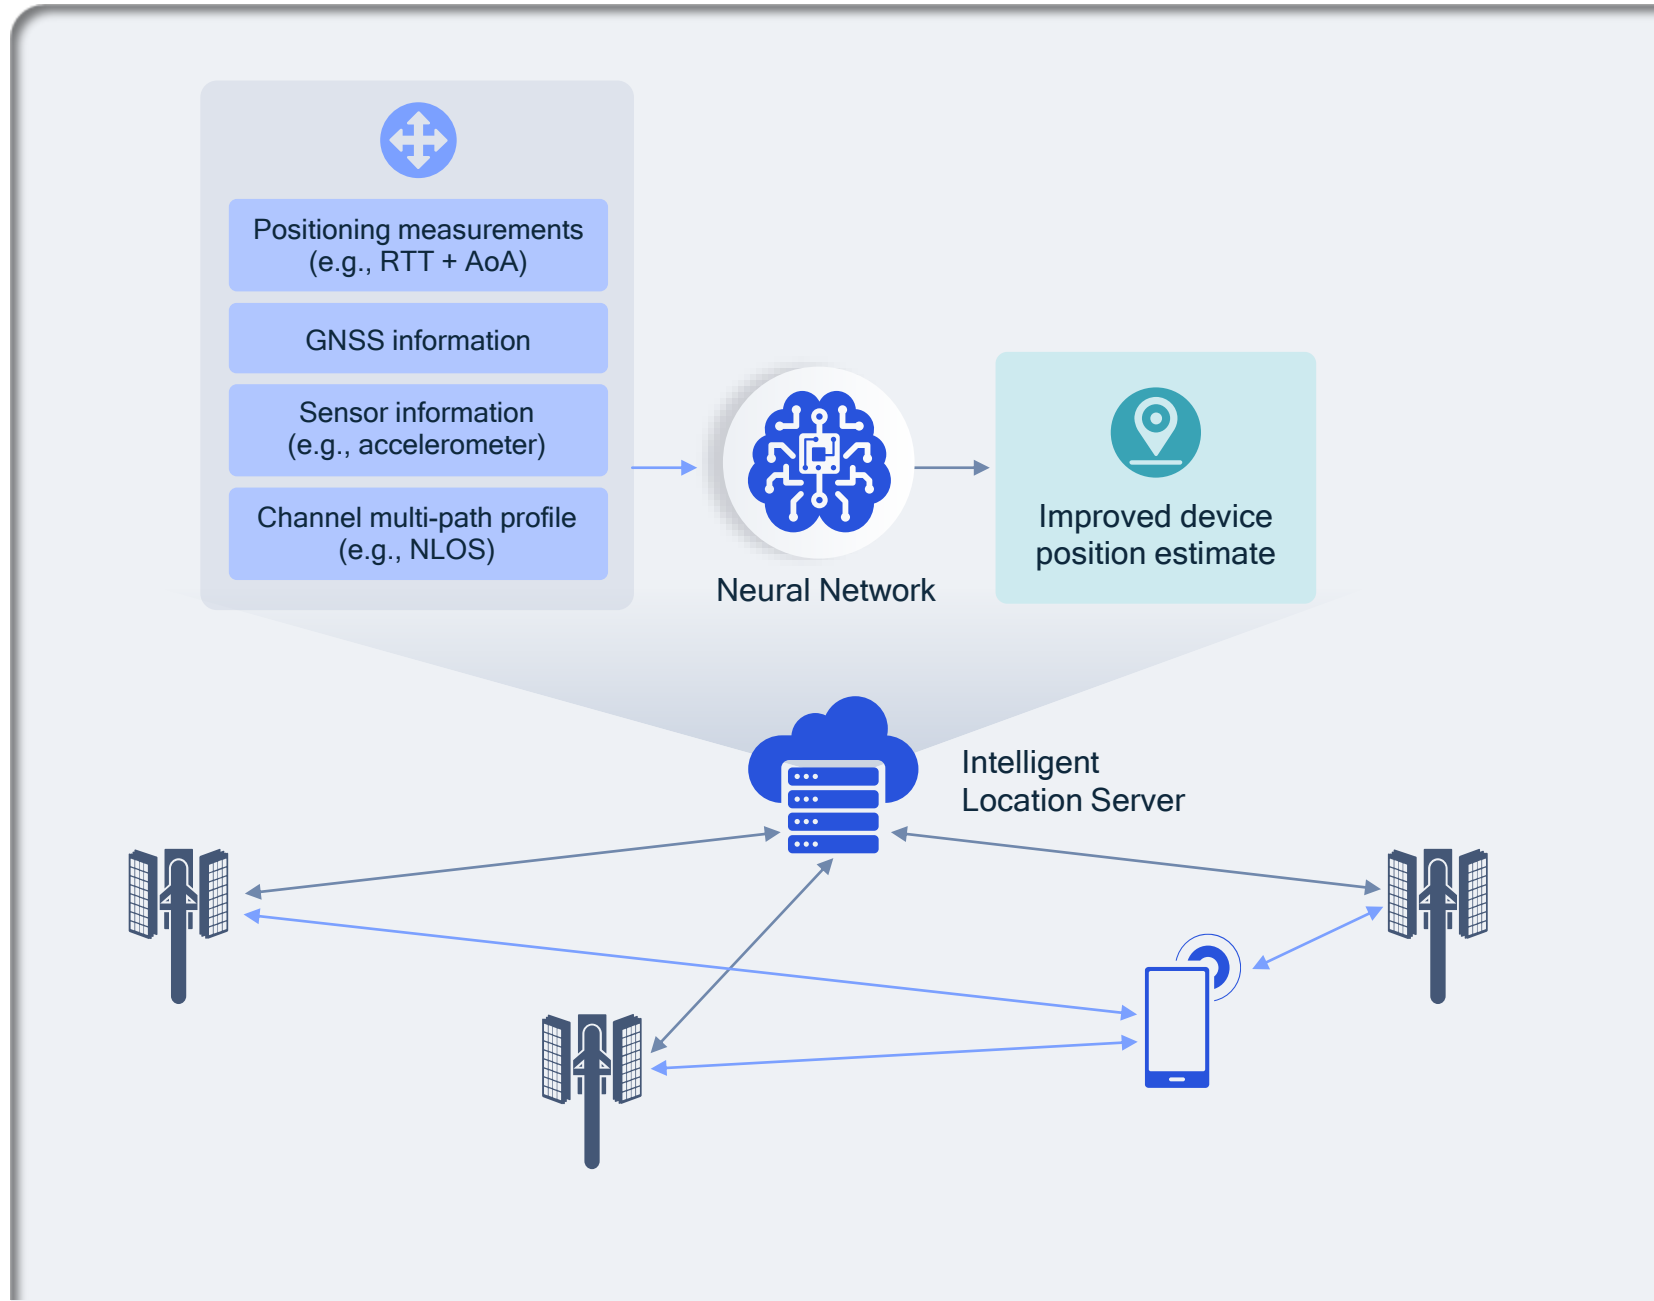 Positioning measurements
(e.g., RTT + AoA)
GNSS information
Sensor information
(e.g., accelerometer)
Channel multi-path profile
(e.g., NLOS)
Neural Network
Improved device
position estimate
Intelligent
Location Server